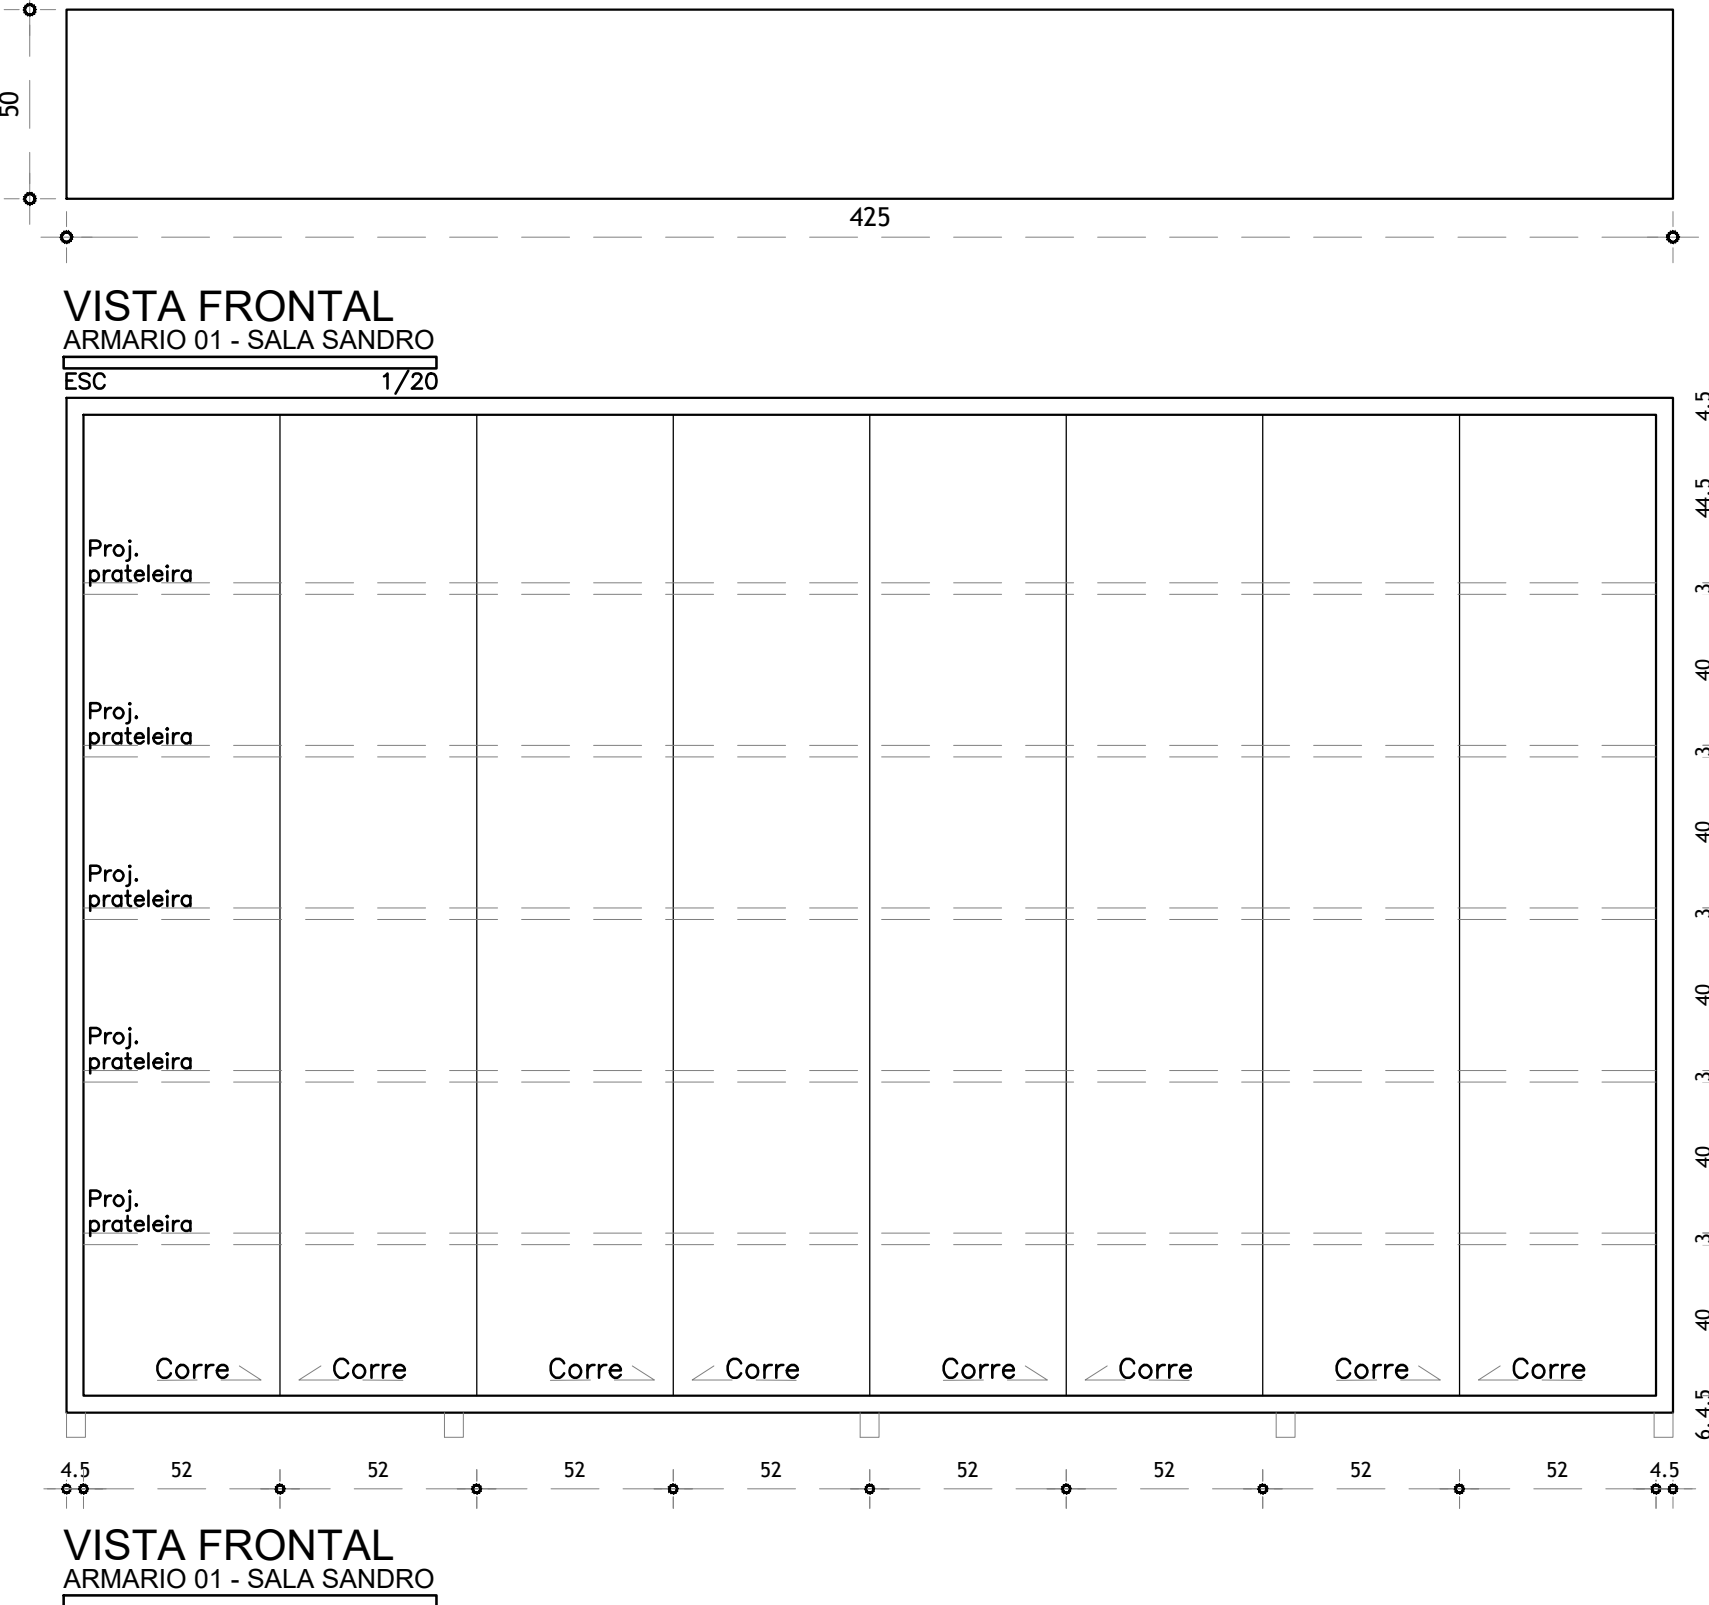 50
425
VISTA FRONTAL
ARMARIO 01 - SALA SANDRO
ESC 1/20
4.5
44.5
Proj.
prateleira
3
40
Proj.
prateleira
3
40
Proj.
prateleira
3
40
Proj.
prateleira
3
40
Proj.
prateleira
3
40
Corre Corre Corre Corre Corre Corre Corre Corre
4.5
6
4.5 52 52 52 52 52 52 52 52 4.5
VISTA FRONTAL
ARMARIO 01 - SALA SANDRO